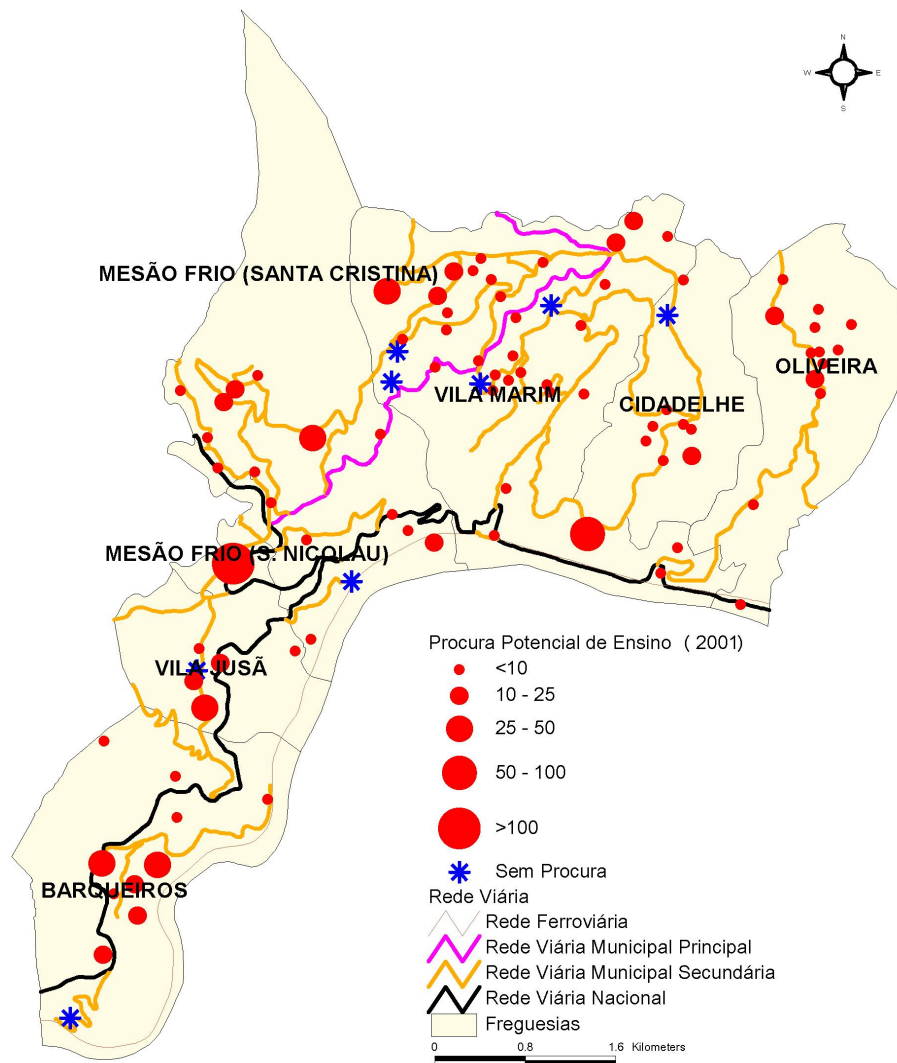 N
W E
S
MESÃO FRIO (SANTA CRISTINA)
OLIVEIRA
VILA MARIM
CIDADELHE
MESÃO FRIO (S. NICOLAU)
VILA JUSÃ
BARQUEIROS
Procura Potencial de Ensino ( 2001)
<10
10 - 25
25 - 50
50 - 100
>100
Sem Procura
Rede Viária
Rede Ferroviária
Rede Viária Municipal Principal
Rede Viária Municipal Secundária
Rede Viária Nacional
Freguesias
0 0.8 1.6 Kilometers